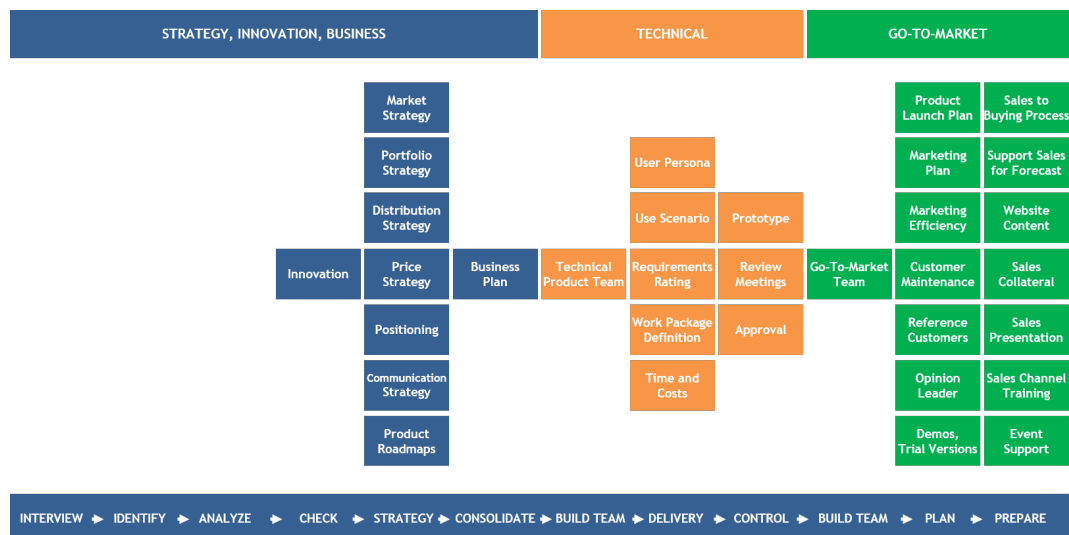 STRATEGY, INNOVATION, BUSINESS
TECHNICAL
GO-TO-MARKET
Market
Strategy
Product
Launch Plan
Sales to
Buying Process
Portfolio
Strategy
User Persona
Marketing
Plan
Support Sales
for Forecast
Distribution
Strategy
Use Scenario
Prototype
Marketing
Efficiency
Website
Content
Innovation
Price
Strategy
Business
Plan
Technical
Product Team
Requirements
Rating
Review
Meetings
Go-To-Market
Team
Customer
Maintenance
Sales
Collateral
Positioning
Work Package
Definition
Approval
Reference
Customers
Sales
Presentation
Communication
Strategy
Time and
Costs
Opinion
Leader
Sales Channel
Training
Product
Roadmaps
Demos,
Trial Versions
Event
Support
INTERVIEW IDENTIFY ANALYZE CHECK STRATEGY CONSOLIDATE BUILD TEAM DELIVERY CONTROL BUILD TEAM PLAN PREPARE